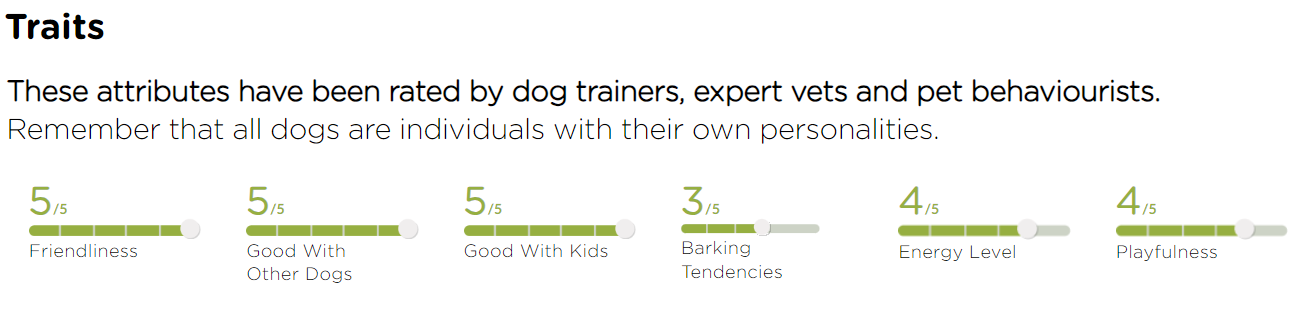 Traits
These attributes have been rated by dog trainers, expert vets and pet behaviourists.
Remember that all dogs are individuals with their own personalities.
5/5
Friendliness
5/5
Good With
Other Dogs
5/5
Good With Kids
3/5
Barking
Tendencies
4/5
Energy Level
4/5
Playfulness